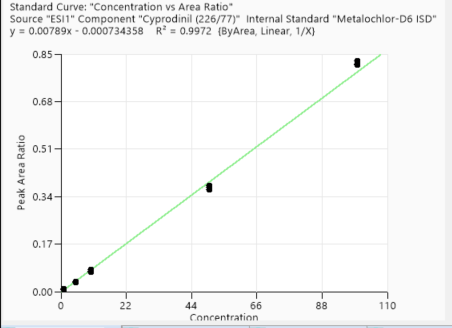 Standard Curve: "Concentration vs Area Ratio"
Source "ESI1" Component "Cyprodinil (226/77)" Internal Standard "Metalochlor-D6 ISD"
y = 0.00789x - 0.000734358 R² = 0.9972 (ByArea, Linear, 1/X)
0.85
0.68
0.51
0.34
0.17
0.00
Peak Area Ratio
0 22 44 66 88 110
Concentration